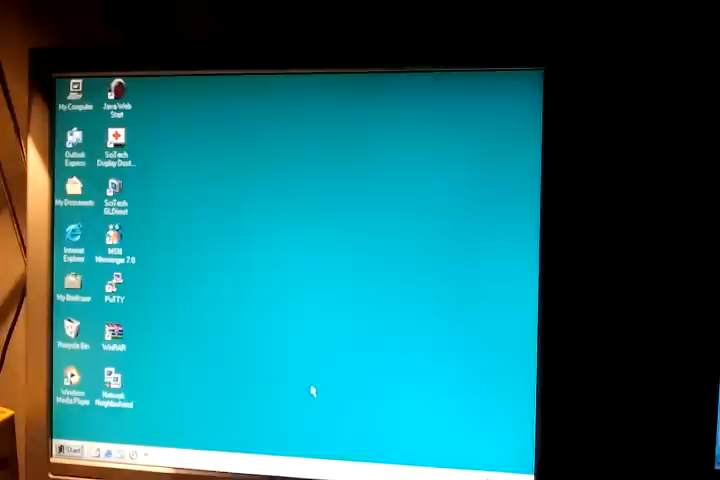 My Computer
Java Web
Start
Outlook
Express
SciTech
Display Doct...
My Documents
SciTech
GLDirect
Internet
Explorer
MSN
Messenger 7.0
My Briefcase
PuTTY
Recycle Bin
WinRAR
Windows
Media Player
Network
Neighborhood
Start